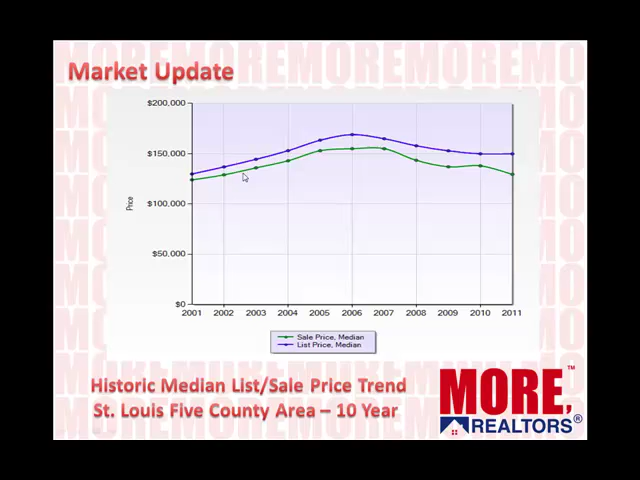 Market Update
$200,000
$150,000
$100,000
$50,000
$0
Price
2001 2002 2003 2004 2005 2006 2007 2008 2009 2010 2011
Sale Price, Median
List Price, Median
Historic Median List/Sale Price Trend
St. Louis Five County Area – 10 Year
MORE, ™
REALTORS®